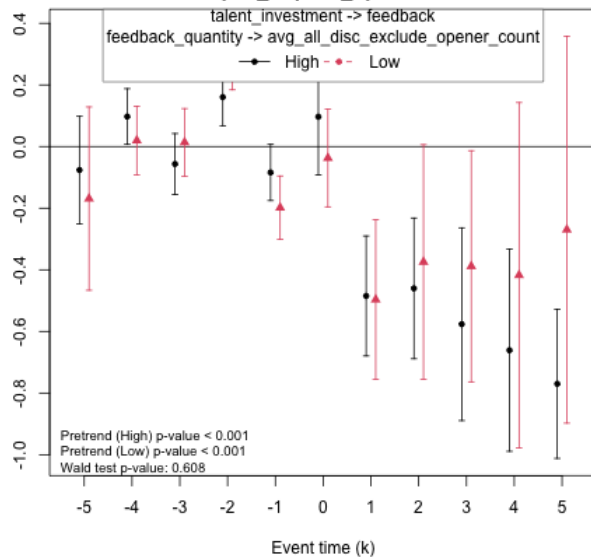 talent_investment -> feedback
feedback_quantity -> avg_all_disc_exclude_opener_count
High Low
0.4
0.2
0.0
-0.2
-0.4
-0.6
-0.8
-1.0
Pretrend (High) p-value < 0.001
Pretrend (Low) p-value < 0.001
Wald test p-value: 0.608
-5 -4 -3 -2 -1 0 1 2 3 4 5
Event time (k)